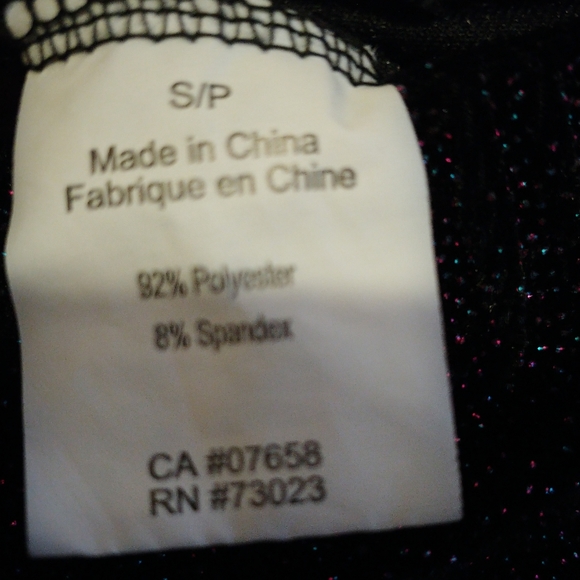 S/P
Made in China
Fabrique en Chine
92% Polyester
8% Spandex
CA #07658
RN #73023